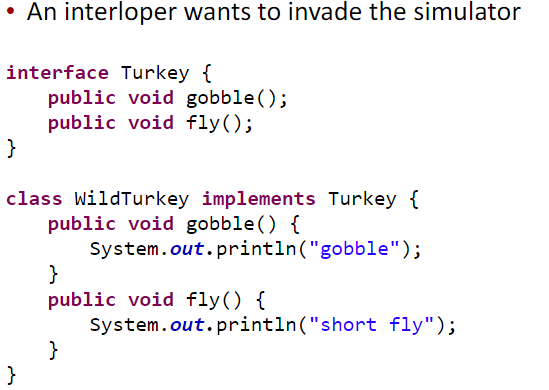 • An interloper wants to invade the simulator
interface Turkey {
    public void gobble();
    public void fly();
}
class WildTurkey implements Turkey {
    public void gobble() {
        System.out.println("gobble");
    }
    public void fly() {
        System.out.println("short fly");
    }
}